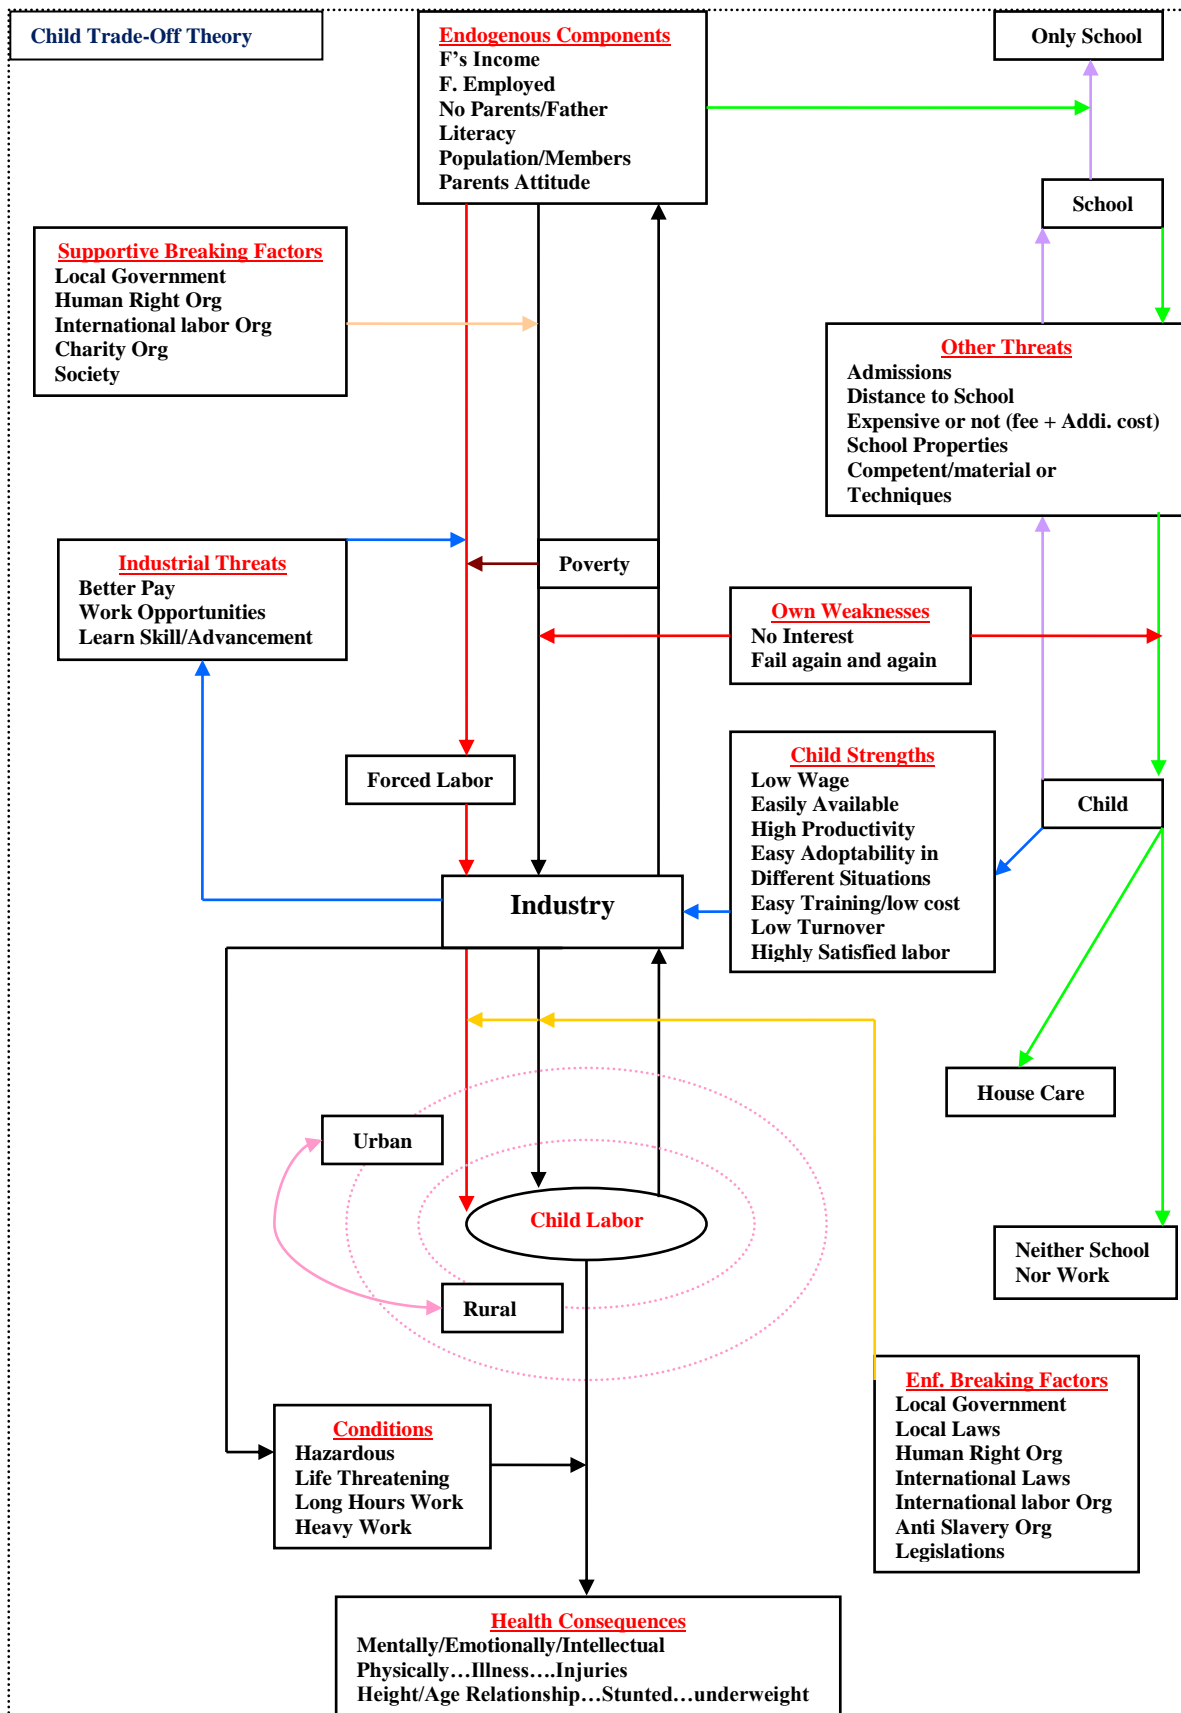 Child Trade-Off Theory
Endogenous Components
F's Income
F. Employed
No Parents/Father
Literacy
Population/Members
Parents Attitude
Only School
School
Supportive Breaking Factors
Local Government
Human Right Org
International labor Org
Charity Org
Society
Other Threats
Admissions
Distance to School
Expensive or not (fee + Addi. cost)
School Properties
Competent/material or
Techniques
Industrial Threats
Better Pay
Work Opportunities
Learn Skill/Advancement
Poverty
Own Weaknesses
No Interest
Fail again and again
Forced Labor
Child Strengths
Low Wage
Easily Available
High Productivity
Easy Adoptability in
Different Situations
Easy Training/low cost
Low Turnover
Highly Satisfied labor
Child
Industry
House Care
Urban
Child Labor
Rural
Neither School
Nor Work
Enf. Breaking Factors
Local Government
Local Laws
Human Right Org
International Laws
International labor Org
Anti Slavery Org
Legislations
Conditions
Hazardous
Life Threatening
Long Hours Work
Heavy Work
Health Consequences
Mentally/Emotionally/Intellectual
Physically…Illness….Injuries
Height/Age Relationship…Stunted…underweight